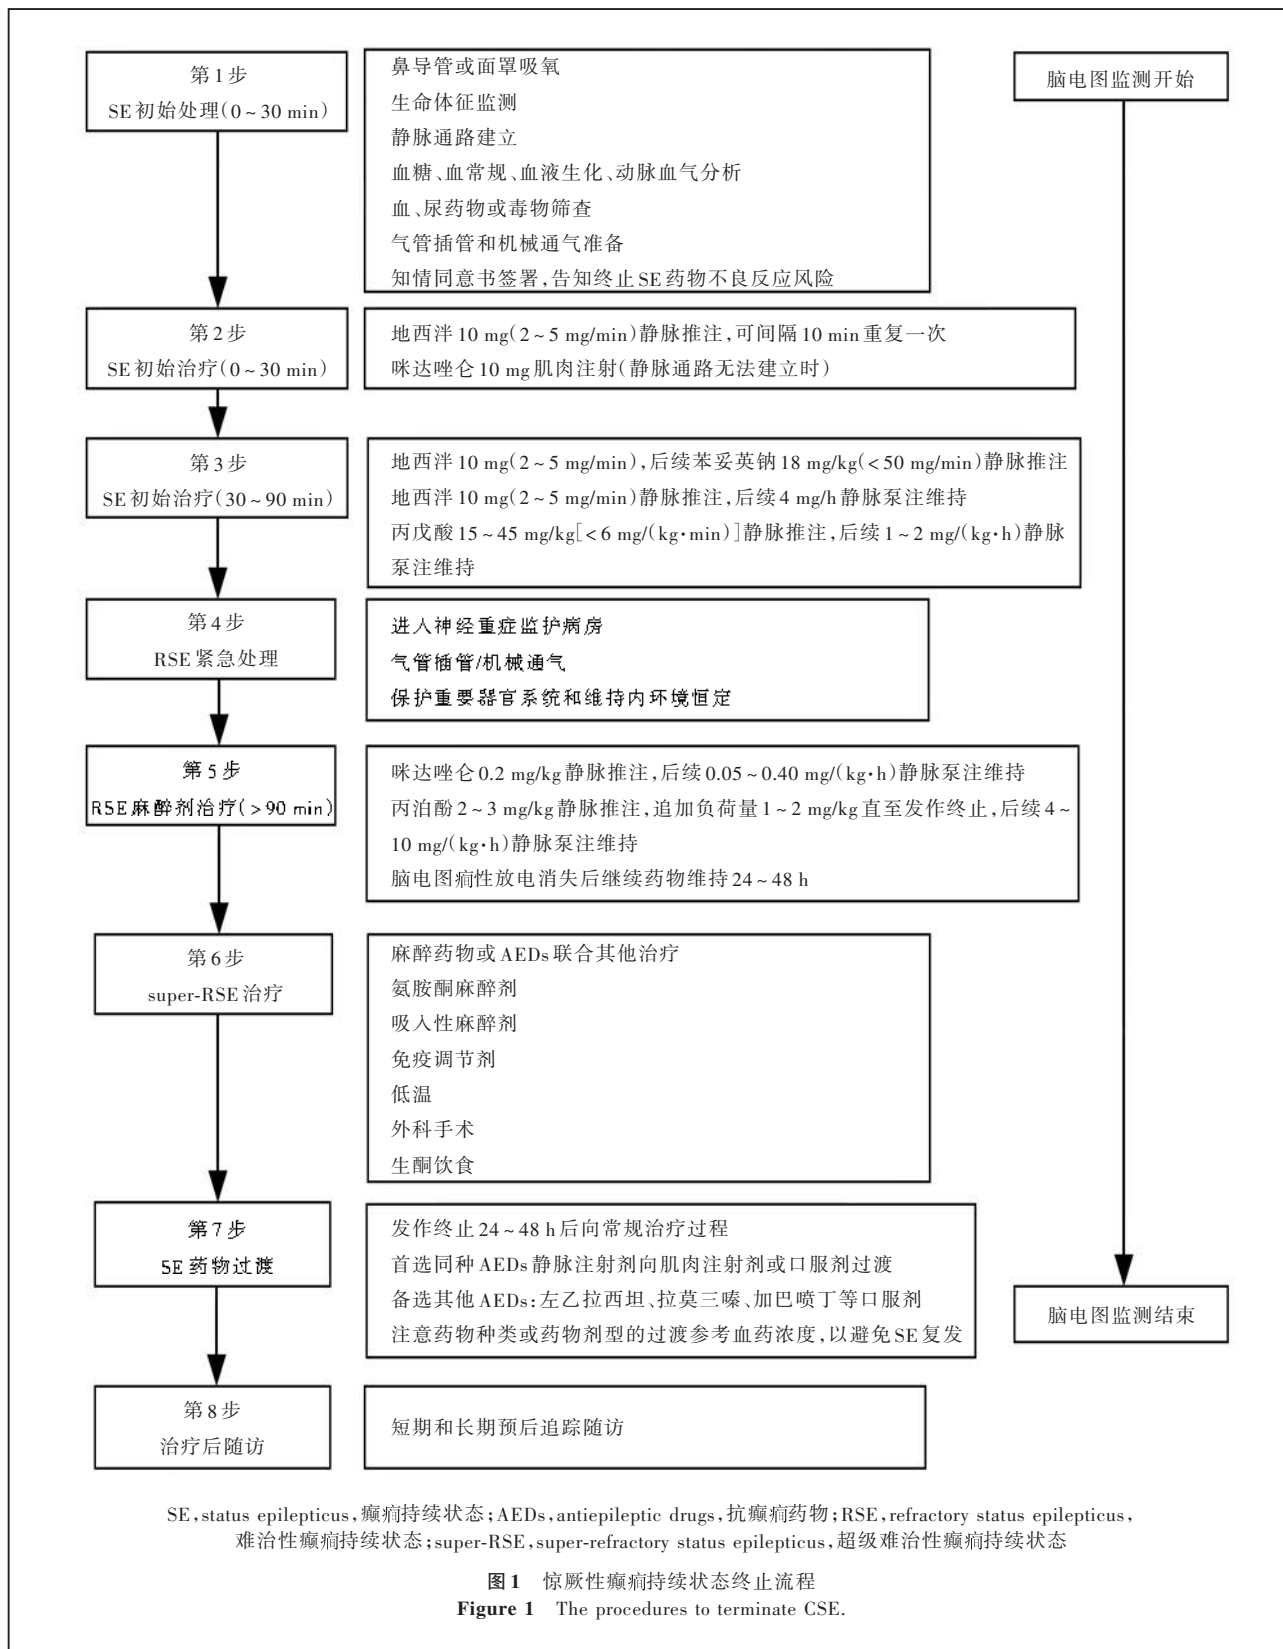 第1步
SE初始处理(0~30 min)
鼻导管或面罩吸氧
生命体征监测
静脉通路建立
血糖、血常规、血液生化、动脉血气分析
血、尿药物或毒物筛查
气管插管和机械通气准备
知情同意书签署,告知终止SE药物不良反应风险
脑电图监测开始
第2步
SE初始治疗(0~30 min)
地西泮10 mg(2~5 mg/min)静脉推注,可间隔10 min重复一次
咪达唑仑10 mg肌肉注射(静脉通路无法建立时)
第3步
SE初始治疗(30~90 min)
地西泮10 mg(2~5 mg/min),后续苯妥英钠18 mg/kg(<50 mg/min)静脉推注
地西泮10 mg(2~5 mg/min)静脉推注,后续4 mg/h静脉泵注维持
丙戊酸15~45 mg/kg[<6 mg/(kg·min)]静脉推注,后续1~2 mg/(kg·h)静脉
泵注维持
第4步
RSE紧急处理
进入神经重症监护病房
气管插管/机械通气
保护重要器官系统和维持内环境恒定
第5步
RSE麻醉剂治疗(>90 min)
咪达唑仑0.2 mg/kg静脉推注,后续0.05~0.40 mg/(kg·h)静脉泵注维持
丙泊酚2~3 mg/kg静脉推注,追加负荷量1~2 mg/kg直至发作终止,后续4~
10 mg/(kg·h)静脉泵注维持
脑电图痫性放电消失后继续药物维持24~48 h
第6步
super-RSE治疗
麻醉药物或AEDs联合其他治疗
氨胺酮麻醉剂
吸入性麻醉剂
免疫调节剂
低温
外科手术
生酮饮食
第7步
SE药物过渡
发作终止24~48 h后向常规治疗过程
首选同种AEDs静脉注射剂向肌肉注射剂或口服剂过渡
备选其他AEDs:左乙拉西坦、拉莫三嗪、加巴喷丁等口服剂
注意药物种类或药物剂型的过渡参考血药浓度,以避免SE复发
脑电图监测结束
第8步
治疗后随访
短期和长期预后追踪随访
SE,status epilepticus,癫痫持续状态;AEDs,antiepileptic drugs,抗癫痫药物;RSE,refractory status epilepticus,
难治性癫痫持续状态;super-RSE,super-refractory status epilepticus,超级难治性癫痫持续状态
图1 惊厥性癫痫持续状态终止流程
Figure 1 The procedures to terminate CSE.